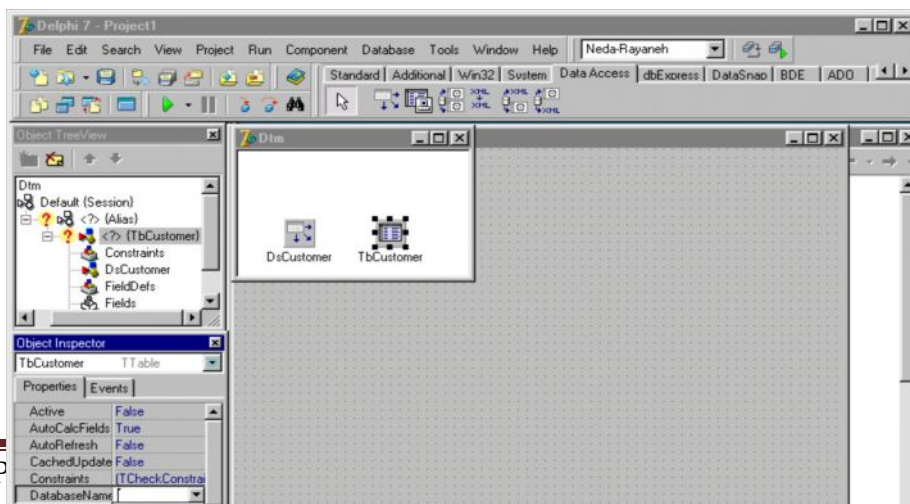 Delphi 7 - Project1
File Edit Search View Project Run Component Database Tools Window Help Neda-Rayaneh
Standard Additional Win32 System Data Access dbExpress DataSnap BDE ADO
Object TreeView
Dtm
Default {Session}
<?> {Alias}
<?> {TbCustomer}
Constraints
DsCustomer
FieldDefs
Fields
Dtm
DsCustomer TbCustomer
Object Inspector
TbCustomer TTable
Properties Events
Active False
AutoCalcFields True
AutoRefresh False
CachedUpdate False
Constraints (TCheckConstrai
DatabaseName
P